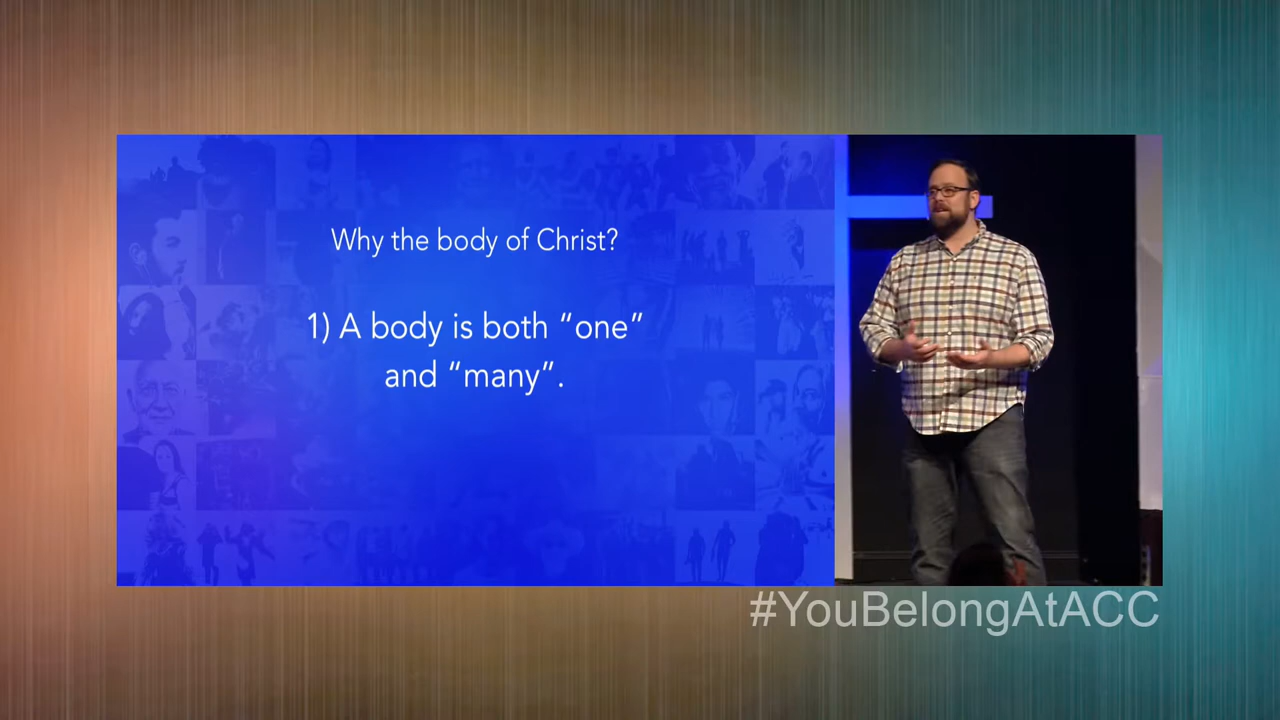 Why the body of Christ?
1) A body is both “one”
and “many”.
#YouBelongAtACC